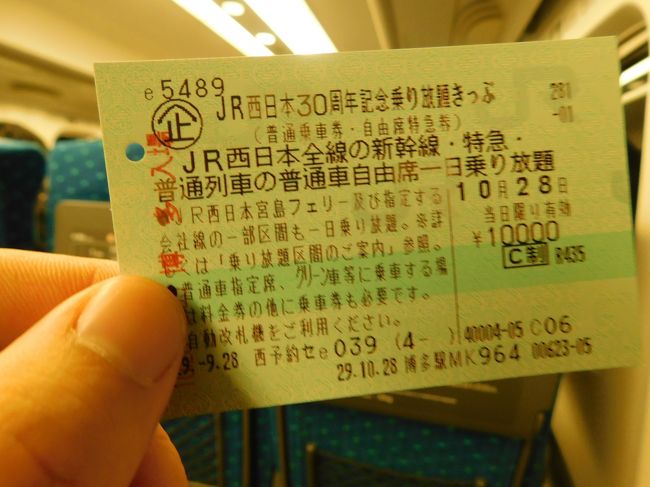 e5489
企
JR西日本30周年記念乗り放題きっぷ
281
-01
(普通乗車券・自由席特急券)
JR西日本全線の新幹線・特急・
普通列車の普通車自由席一日乗り放題
10月28日
JR西日本宮島フェリー及び指定する
当日限り有効
会社線の一部区間も一日乗り放題。※詳
¥10000
は「乗り放題区間のご案内」参照。
C制 R435
普通車指定席、グリーン車等に乗車する場
料金券の他に乗車券も必要です。
自動改札機をご利用ください。
40004-05 C06
-9.28 西予約セe039 (4- )
29.10.28 博多駅MK964 00623-05
入場